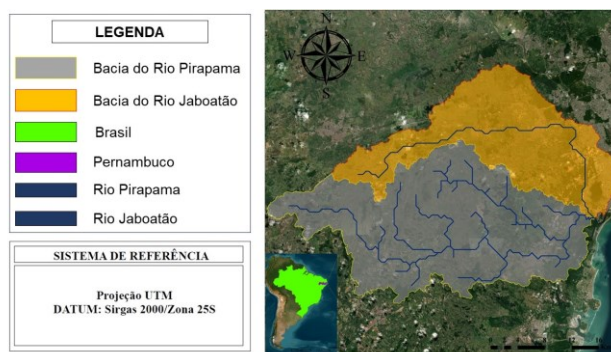 LEGENDA
Bacia do Rio Pirapama
Bacia do Rio Jaboatão
Brasil
Pernambuco
Rio Pirapama
Rio Jaboatão
SISTEMA DE REFERÊNCIA
Projeção UTM
DATUM: Sirgas 2000/Zona 25S
N
W
E
S